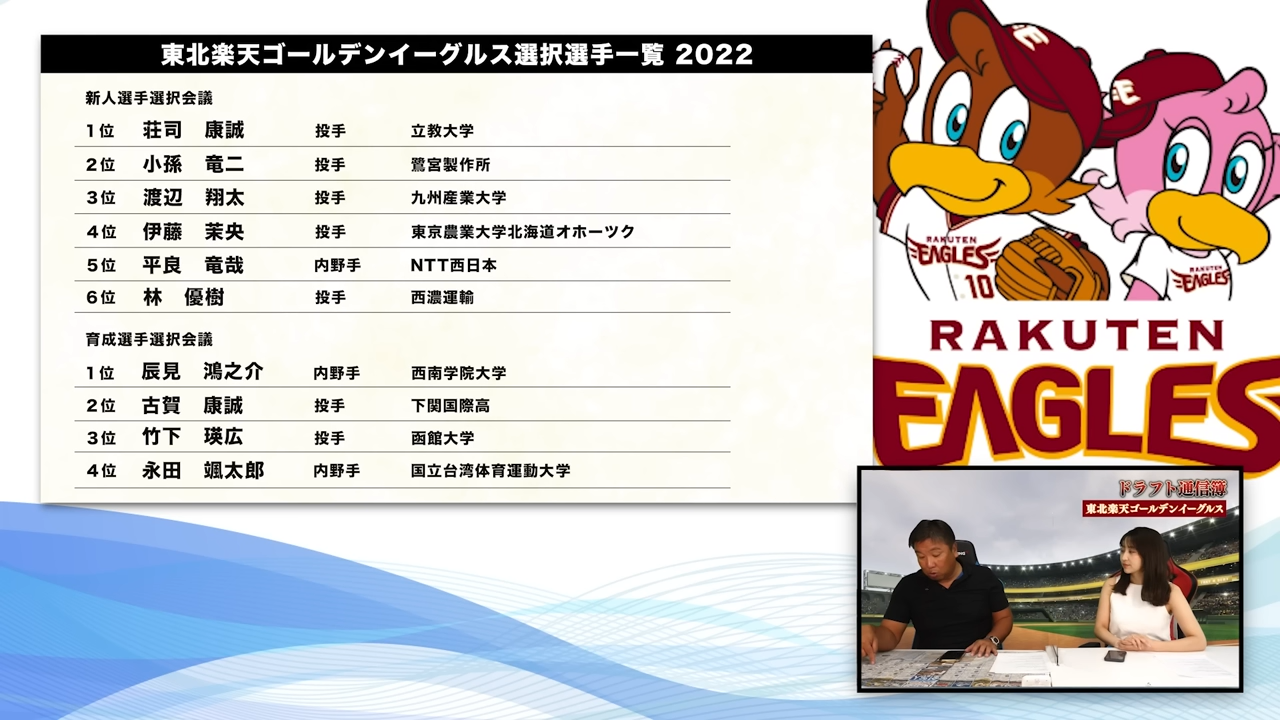 東北楽天ゴールデンイーグルス選択選手一覧 2022
新人選手選択会議
1位 荘司 康誠 投手 立教大学
2位 小孫 竜二 投手 鷺宮製作所
3位 渡辺 翔太 投手 九州産業大学
4位 伊藤 茉央 投手 東京農業大学北海道オホーツク
5位 平良 竜哉 内野手 NTT西日本
6位 林 優樹 投手 西濃運輸
育成選手選択会議
1位 辰見 鴻之介 内野手 西南学院大学
2位 古賀 康誠 投手 下関国際高
3位 竹下 瑛広 投手 函館大学
4位 永田 颯太郎 内野手 国立台湾体育運動大学
E
E
RAKUTEN
EAGLES
10
RAKUTEN
EAGLES
RAKUTEN
EAGLES
ドラフト通信簿
東北楽天ゴールデンイーグルス